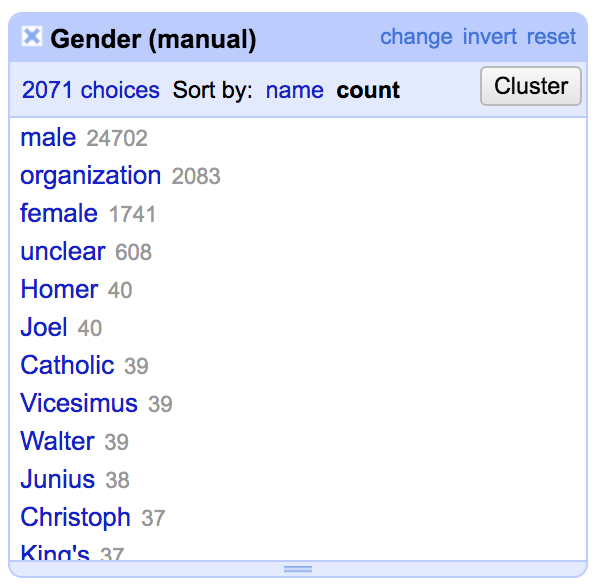 Gender (manual) change invert reset
2071 choices Sort by: name count Cluster
male 24702
organization 2083
female 1741
unclear 608
Homer 40
Joel 40
Catholic 39
Vicesimus 39
Walter 39
Junius 38
Christoph 37
King's 37